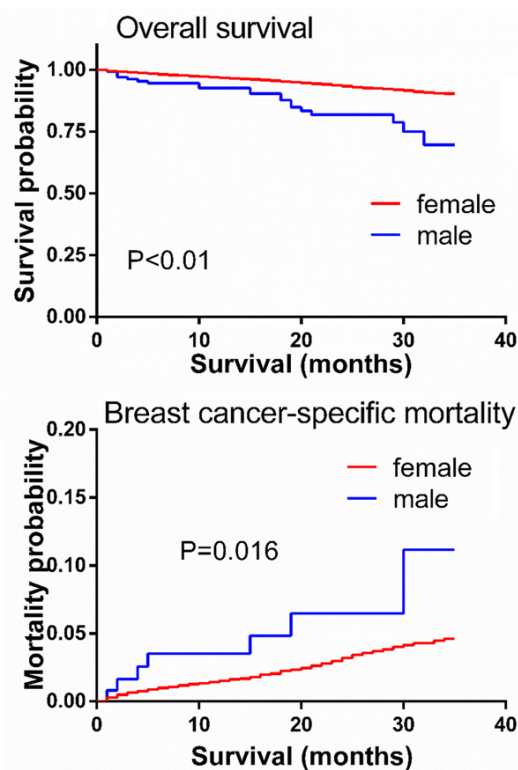 Overall survival
Survival probability
1.00
0.75
0.50
0.25
0.00
female
male
P<0.01
0
10
20
30
40
Survival (months)
Breast cancer-specific mortality
Mortality probability
0.20
0.15
0.10
0.05
0.00
female
male
P=0.016
0
10
20
30
40
Survival (months)